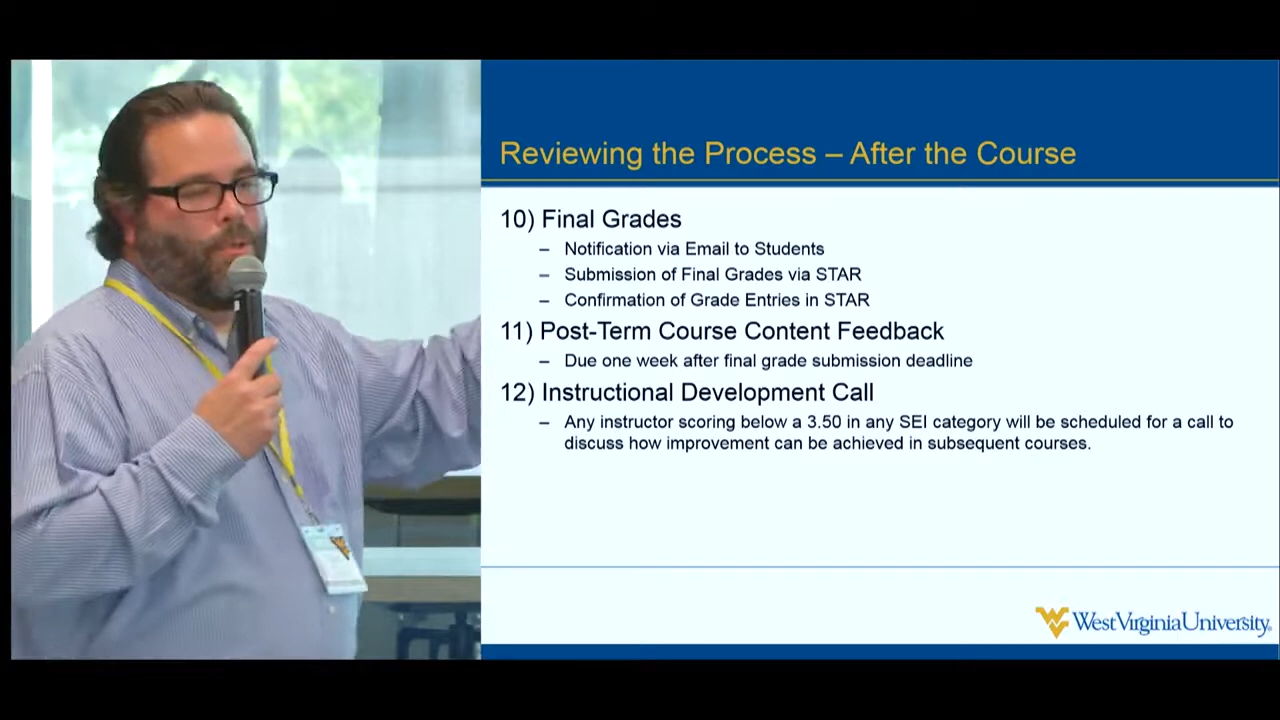 Reviewing the Process – After the Course
10) Final Grades
– Notification via Email to Students
– Submission of Final Grades via STAR
– Confirmation of Grade Entries in STAR
11) Post-Term Course Content Feedback
– Due one week after final grade submission deadline
12) Instructional Development Call
– Any instructor scoring below a 3.50 in any SEI category will be scheduled for a call to
discuss how improvement can be achieved in subsequent courses.
WestVirginiaUniversity®